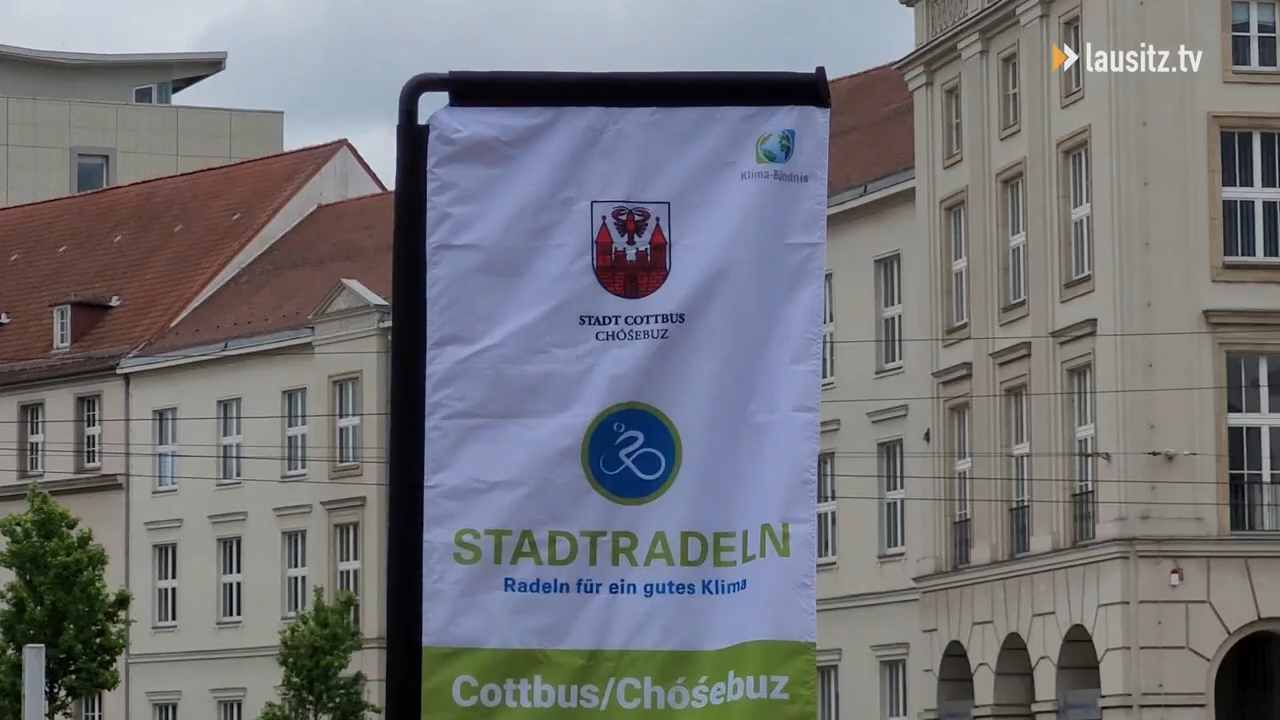 lausitz.tv
Klima-Bündnis
STADT COTTBUS
CHÓŚEBUZ
STADTRADELN
Radeln für ein gutes Klima
Cottbus/Chóśebuz